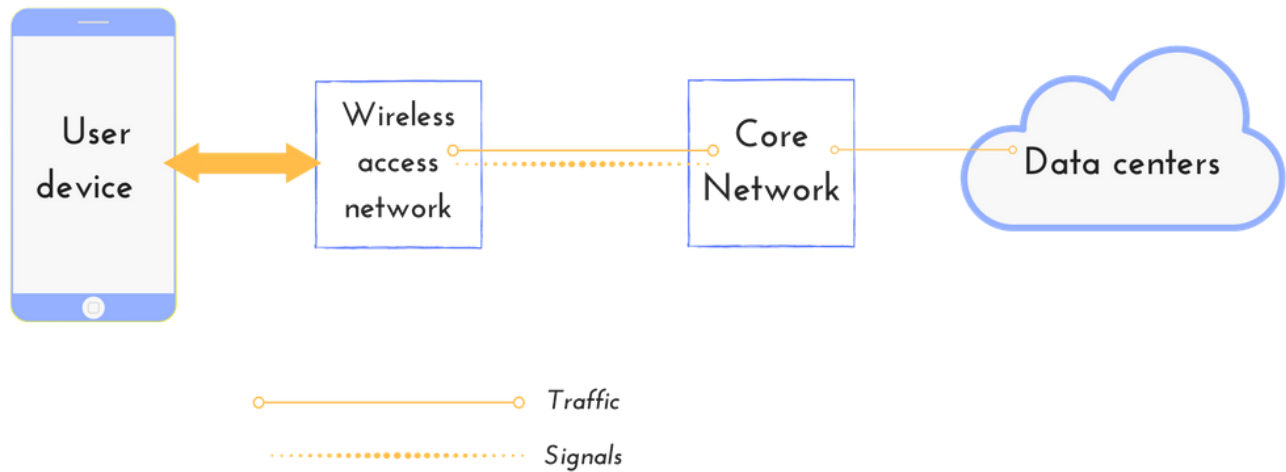 User
device
Wireless
access
network
Core
Network
Data centers
Traffic
Signals